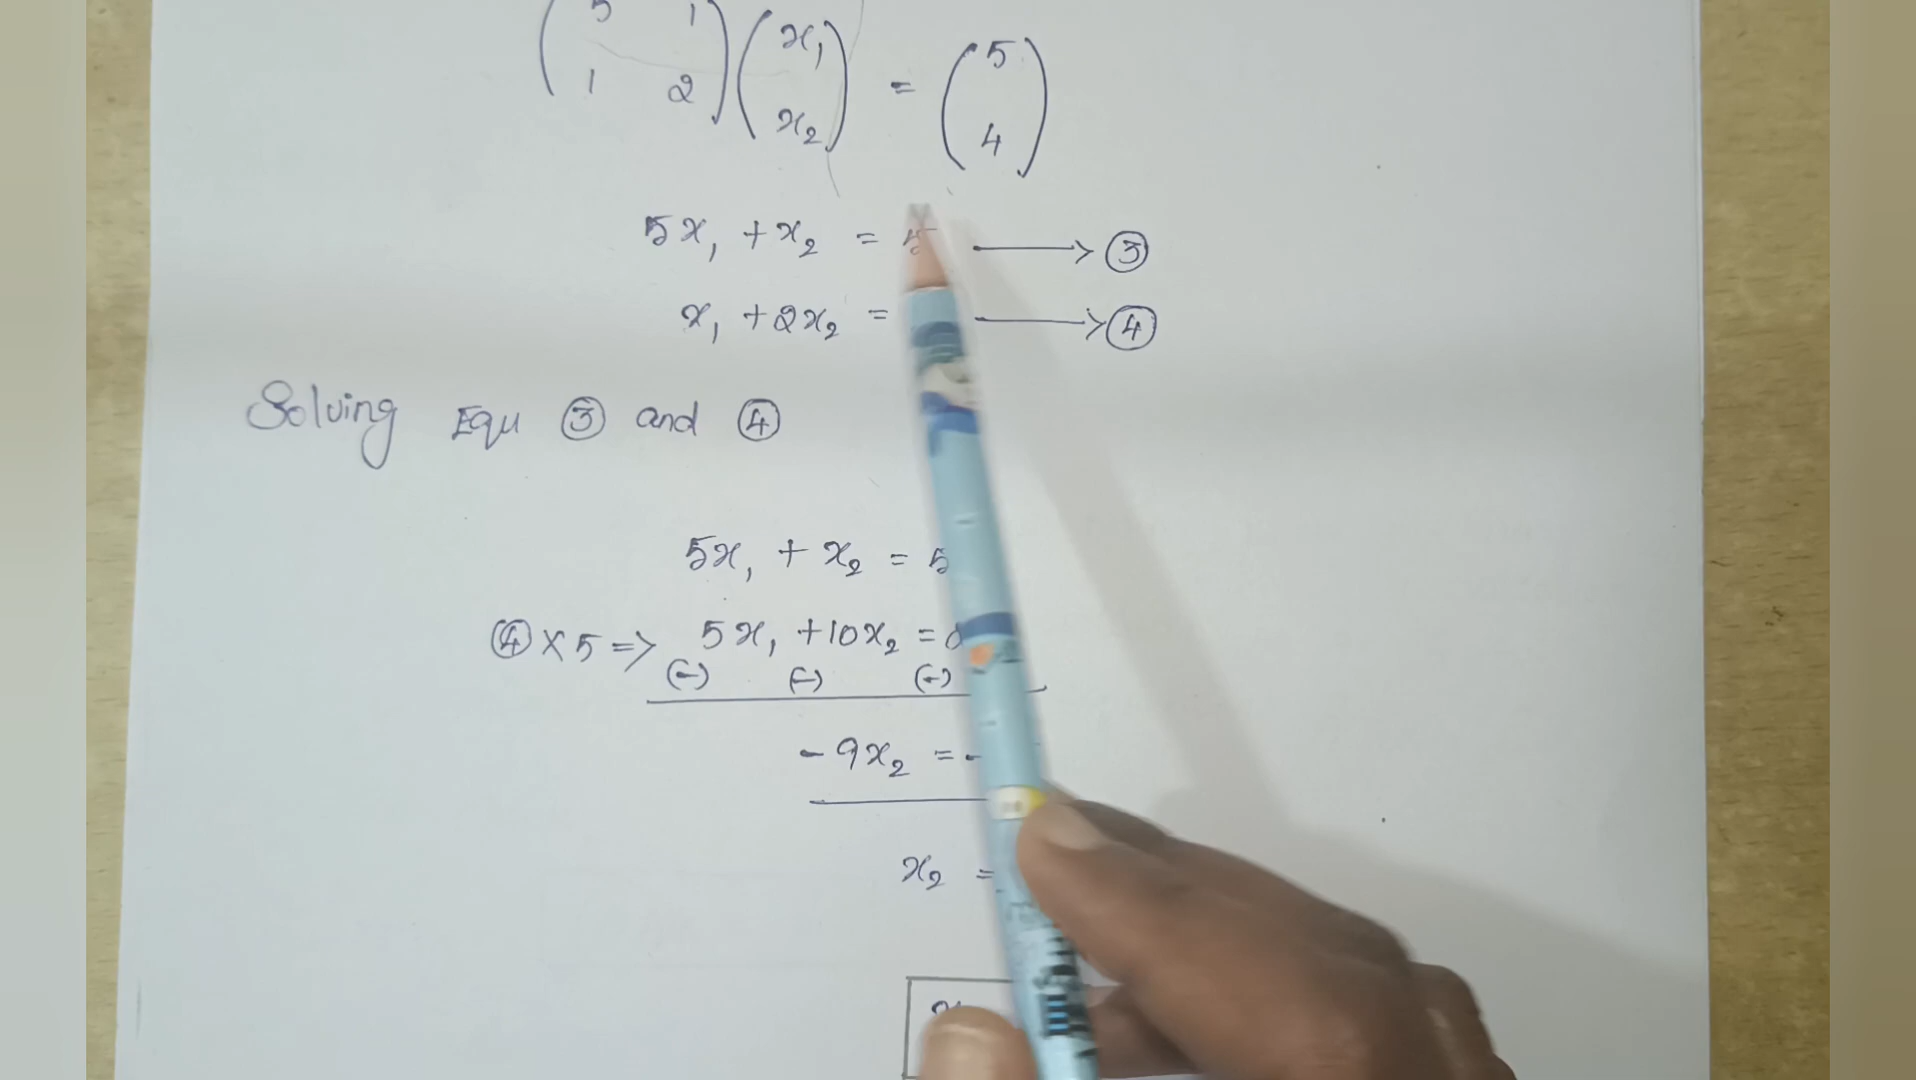 5 1 x₁ 5
1 2 x₂ = 4
5x₁ + x₂ = 5 → ③
x₁ + 2x₂ = → ④
Solving Equ ③ and ④
5x₁ + x₂ = 5
④ X 5 => 5x₁ + 10x₂ =
(-) (-) (-)
- 9x₂ = -
x₂ =